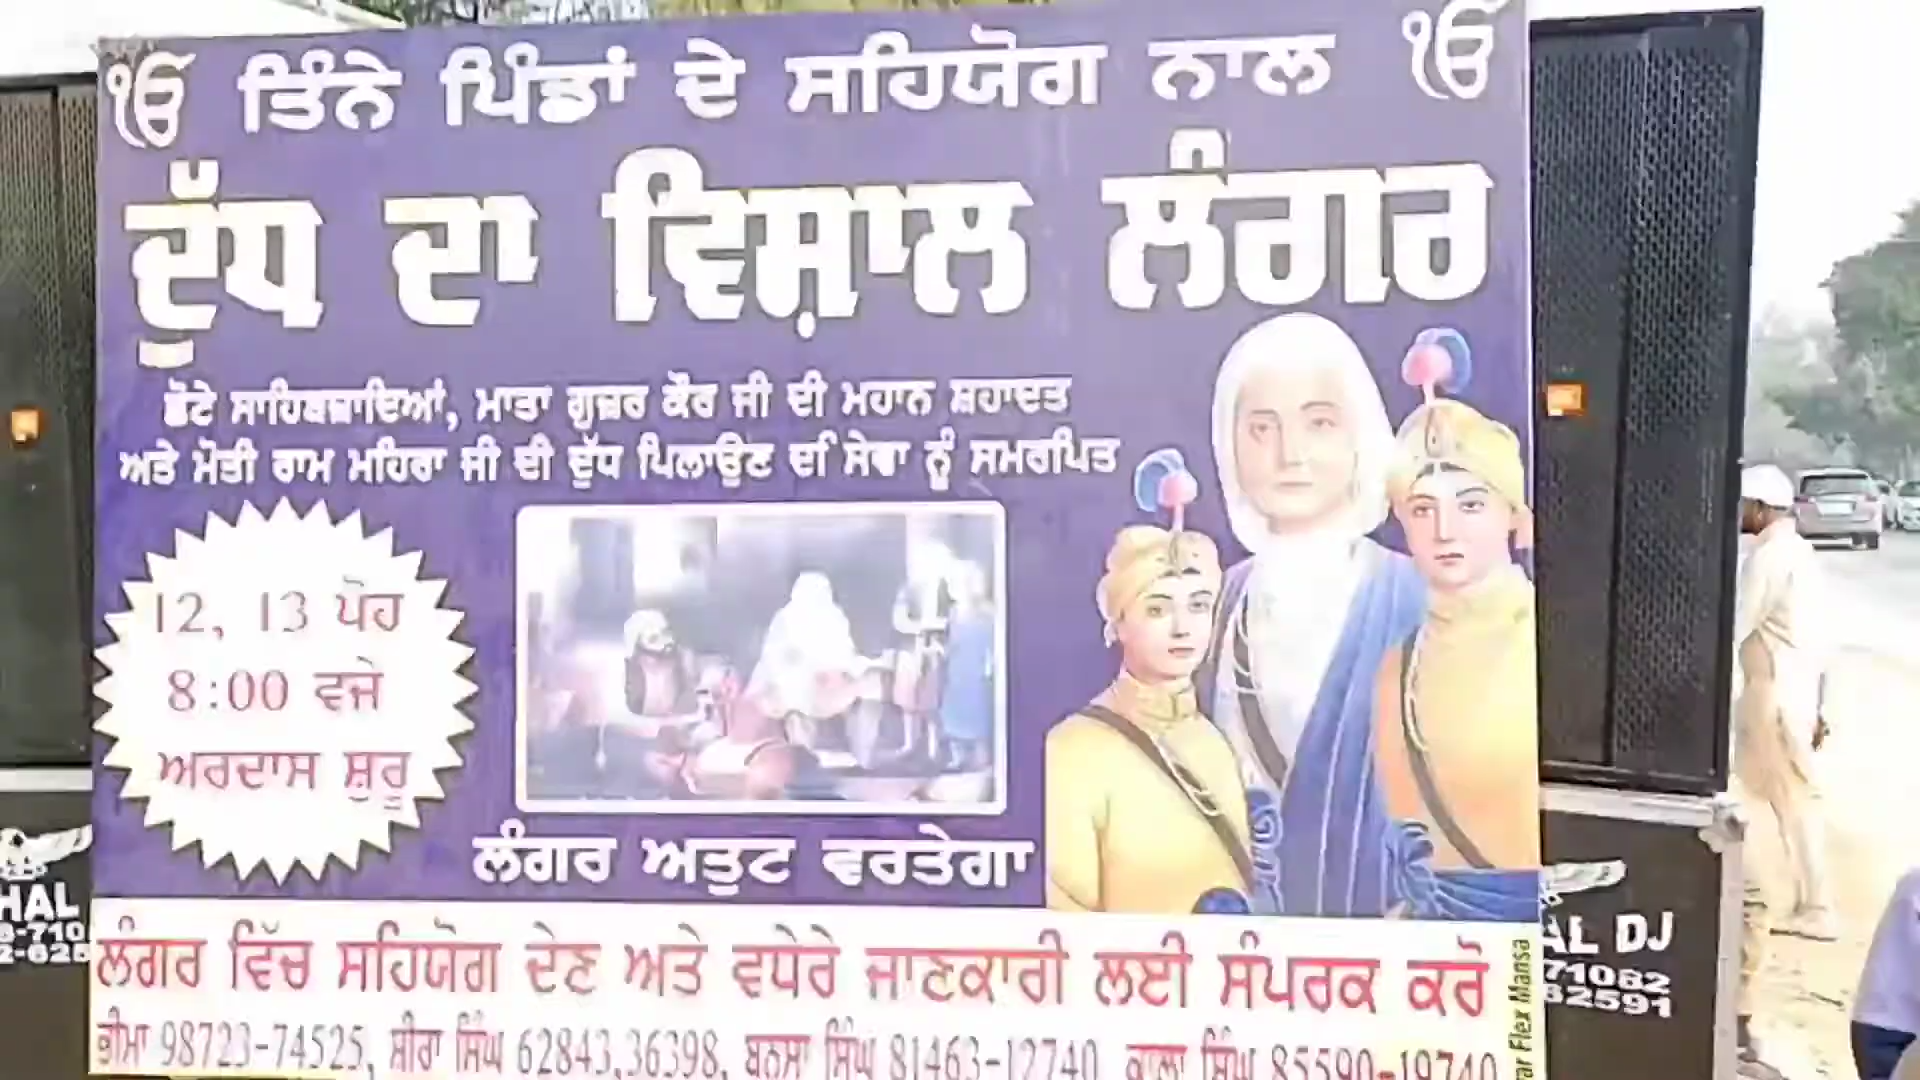 ੴ ਤਿੰਨੇ ਪਿੰਡਾਂ ਦੇ ਸਹਿਯੋਗ ਨਾਲ ੴ
ਦੁੱਧ ਦਾ ਵਿਸ਼ਾਲ ਲੰਗਰ
ਛੋਟੇ ਸਾਹਿਬਜ਼ਾਦਿਆਂ, ਮਾਤਾ ਗੁਜ਼ਰ ਕੌਰ ਜੀ ਦੀ ਮਹਾਨ ਸ਼ਹਾਦਤ
ਅਤੇ ਮੋਤੀ ਰਾਮ ਮਹਿਰਾ ਜੀ ਦੀ ਦੁੱਧ ਪਿਲਾਉਣ ਦੀ ਸੇਵਾ ਨੂੰ ਸਮਰਪਿਤ
12, 13 ਪੋਹ
8:00 ਵਜੇ
ਅਰਦਾਸ ਸ਼ੁਰੂ
ਲੰਗਰ ਅਤੁਟ ਵਰਤੇਗਾ
ਲੰਗਰ ਵਿੱਚ ਸਹਿਯੋਗ ਦੇਣ ਅਤੇ ਵਧੇਰੇ ਜਾਣਕਾਰੀ ਲਈ ਸੰਪਰਕ ਕਰੋ
ਭੀਮਾ 98723-74525, ਸ਼ੀਰਾ ਸਿੰਘ 62843,36398, ਬਨਸਾ ਸਿੰਘ 81463-12740, ਕਾਲਾ ਸਿੰਘ 85590-19740
Flex Mansa
HAL
AL DJ
71082
82591